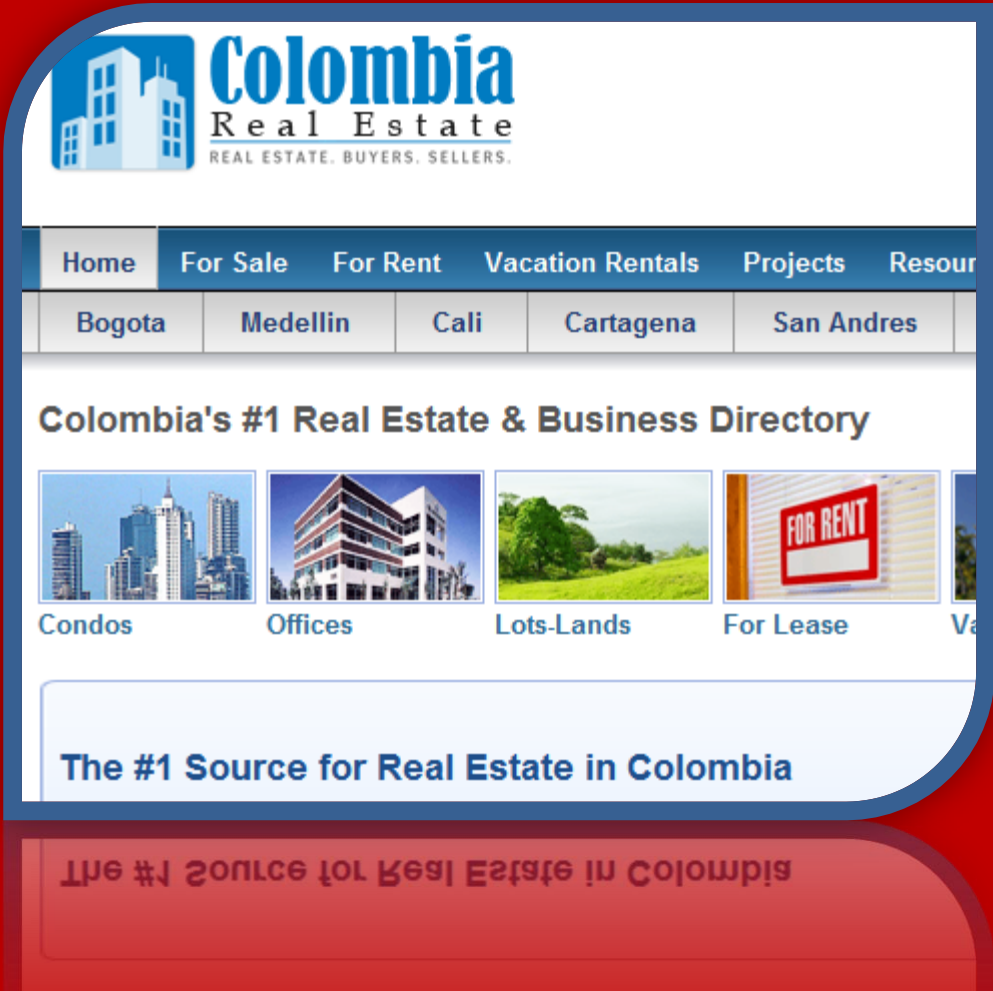 Colombia
Real Estate
REAL ESTATE. BUYERS. SELLERS.
Home For Sale For Rent Vacation Rentals Projects Resour
Bogota Medellin Cali Cartagena San Andres
Colombia's #1 Real Estate & Business Directory
FOR RENT
Condos Offices Lots-Lands For Lease Va
The #1 Source for Real Estate in Colombia
The #1 Source for Real Estate in Colombia